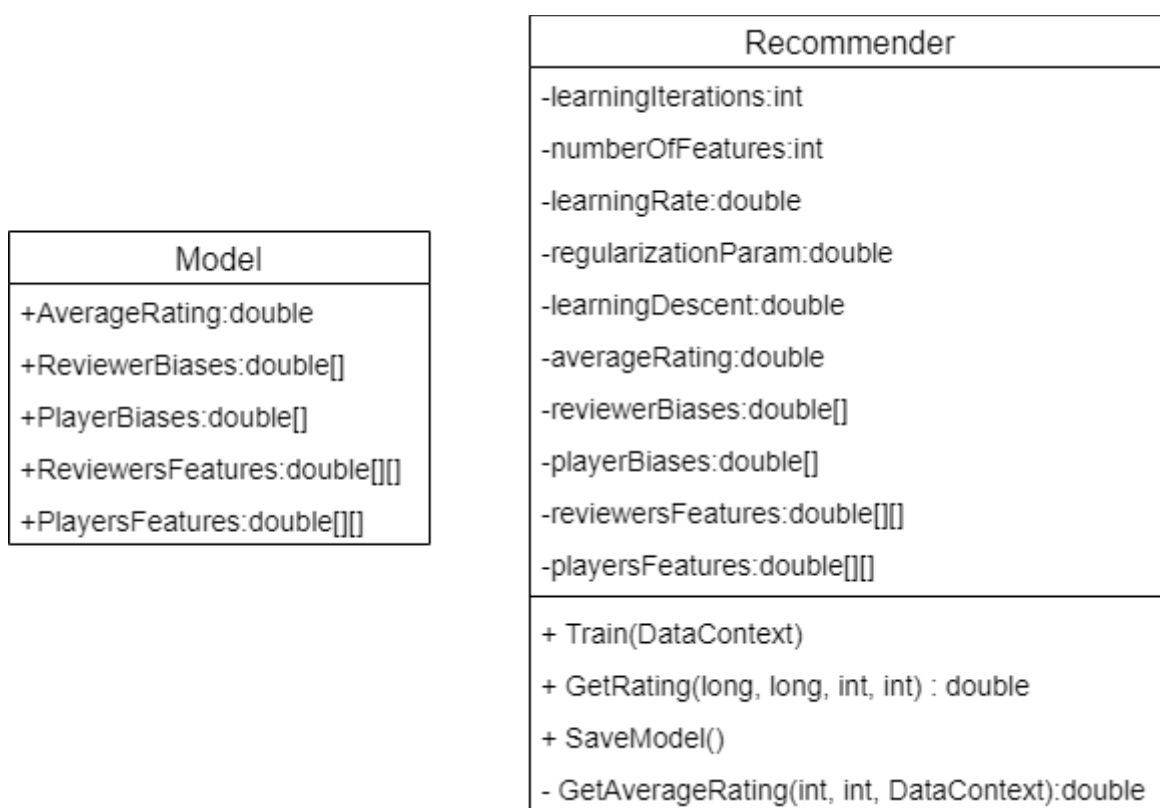 Model
+AverageRating:double
+ReviewerBiases:double[]
+PlayerBiases:double[]
+ReviewersFeatures:double[][]
+PlayersFeatures:double[][]
Recommender
-learningIterations:int
-numberOfFeatures:int
-learningRate:double
-regularizationParam:double
-learningDescent:double
-averageRating:double
-reviewerBiases:double[]
-playerBiases:double[]
-reviewersFeatures:double[][]
-playersFeatures:double[][]
+ Train(DataContext)
+ GetRating(long, long, int, int) : double
+ SaveModel()
- GetAverageRating(int, int, DataContext):double